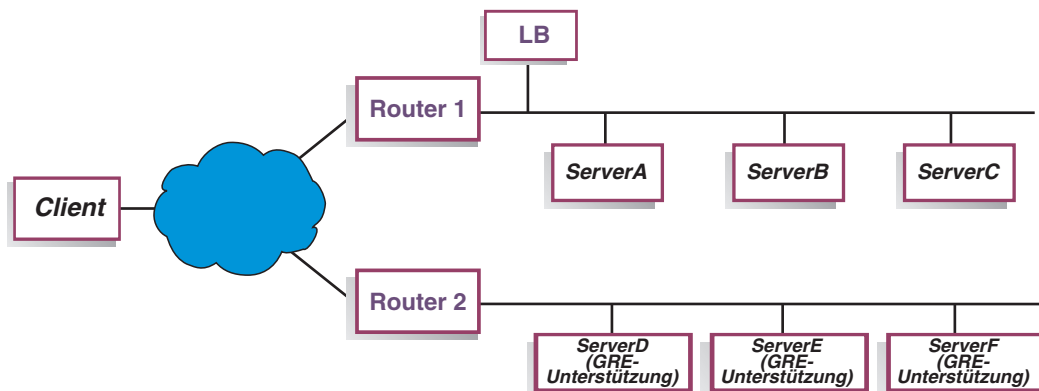 LB
Router 1
ServerA
ServerB
ServerC
Client
Router 2
ServerD
(GRE-
Unterstützung)
ServerE
(GRE-
Unterstützung)
ServerF
(GRE-
Unterstützung)